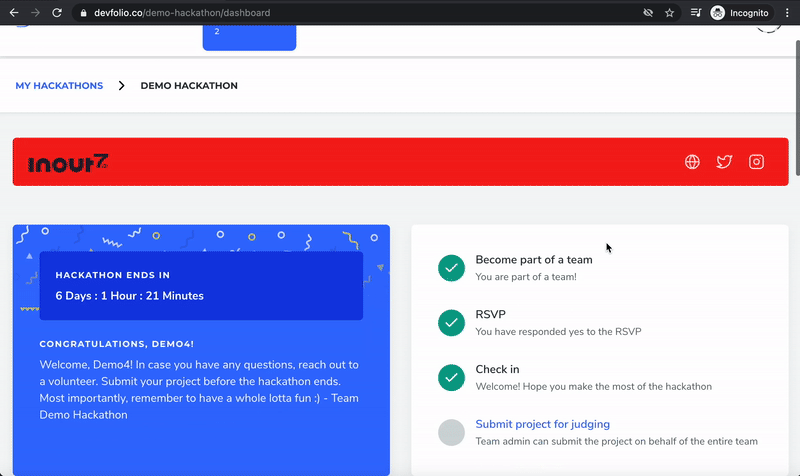 devfolio.co/demo-hackathon/dashboard
Incognito
2
MY HACKATHONS
DEMO HACKATHON
inout7
HACKATHON ENDS IN
6 Days : 1 Hour : 21 Minutes
CONGRATULATIONS, DEMO4!
Welcome, Demo4! In case you have any questions, reach out to
a volunteer. Submit your project before the hackathon ends.
Most importantly, remember to have a whole lotta fun :) - Team
Demo Hackathon
Become part of a team
You are part of a team!
RSVP
You have responded yes to the RSVP
Check in
Welcome! Hope you make the most of the hackathon
Submit project for judging
Team admin can submit the project on behalf of the entire team